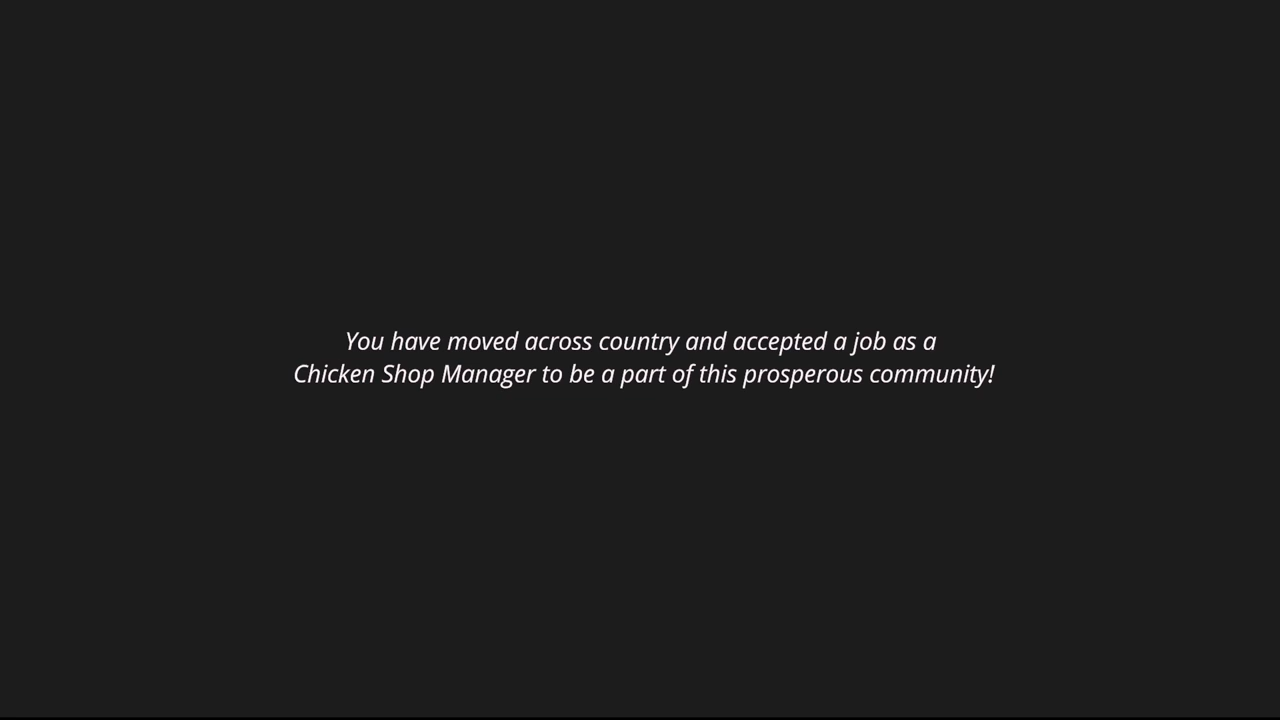 You have moved across country and accepted a job as a
Chicken Shop Manager to be a part of this prosperous community!